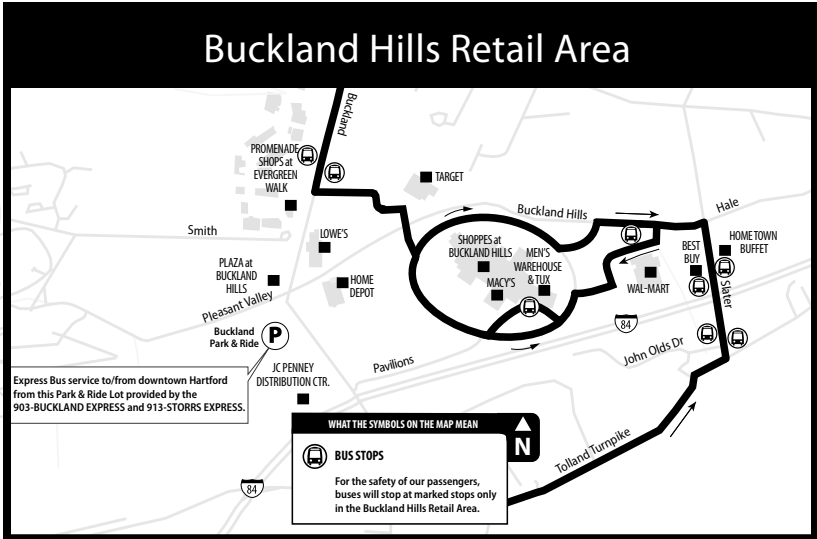 Buckland Hills Retail Area
Buckland
PROMENADE
SHOPS at
EVERGREEN
WALK
TARGET
Buckland Hills
Hale
Smith
LOWE'S
SHOPPES at
BUCKLAND HILLS
MEN'S
WAREHOUSE
& TUX
MACY'S
BEST
BUY
HOME TOWN
BUFFET
PLAZA at
BUCKLAND
HILLS
HOME
DEPOT
WAL-MART
Slater
Pleasant Valley
Buckland
Park & Ride
P
84
John Olds Dr
Pavilions
JC PENNEY
DISTRIBUTION CTR.
Express Bus service to/from downtown Hartford
from this Park & Ride Lot provided by the
903-BUCKLAND EXPRESS and 913-STORRS EXPRESS.
WHAT THE SYMBOLS ON THE MAP MEAN
N
BUS STOPS
For the safety of our passengers,
buses will stop at marked stops only
in the Buckland Hills Retail Area.
Tolland Turnpike
84